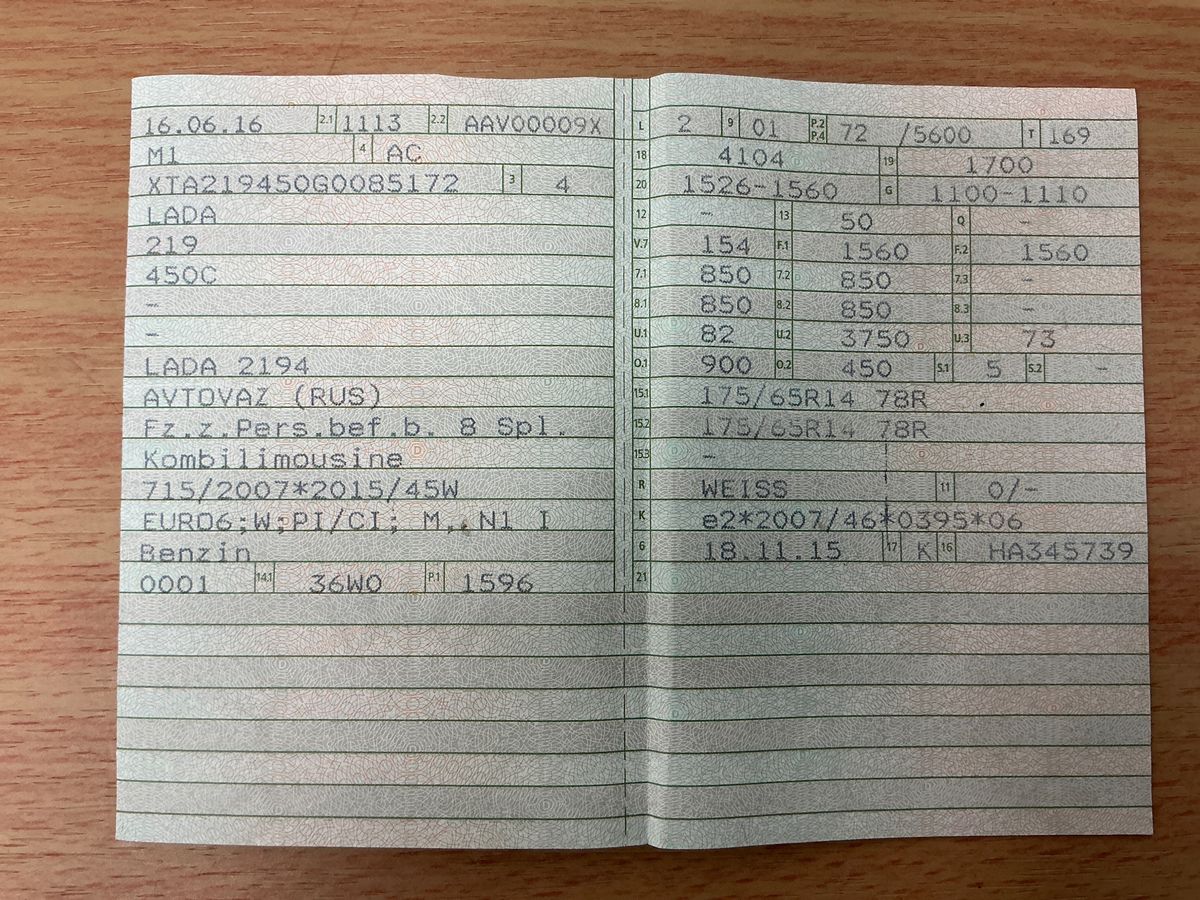 16.06.16 2.1 1113 2.2 AAV00009X
M1 4 AC
XTA219450G0085172 3 4
LADA
219
450C
–
–
LADA 2194
AVTOVAZ (RUS)
Fz.z.Pers.bef.b. 8 Spl.
Kombilimousine
715/2007*2015/45W
EURO6;W;PI/CI; M, N1 I
Benzin
0001 14.1 36W0 P.1 1596
L 2 9 01 P.2 P.4 72 /5600 T 169
18 4104 19 1700
20 1526-1560 G 1100-1110
12 – 13 50 Q –
V.7 154 F.1 1560 F.2 1560
7.1 850 7.2 850 7.3 –
8.1 850 8.2 850 8.3 –
U.1 82 U.2 3750 U.3 73
O.1 900 O.2 450 S.1 5 S.2 –
15.1 175/65R14 78R
15.2 175/65R14 78R
15.3 –
R WEISS 11 0/-
K e2*2007/46*0395*06
6 18.11.15 17 K 16 HA345739
21